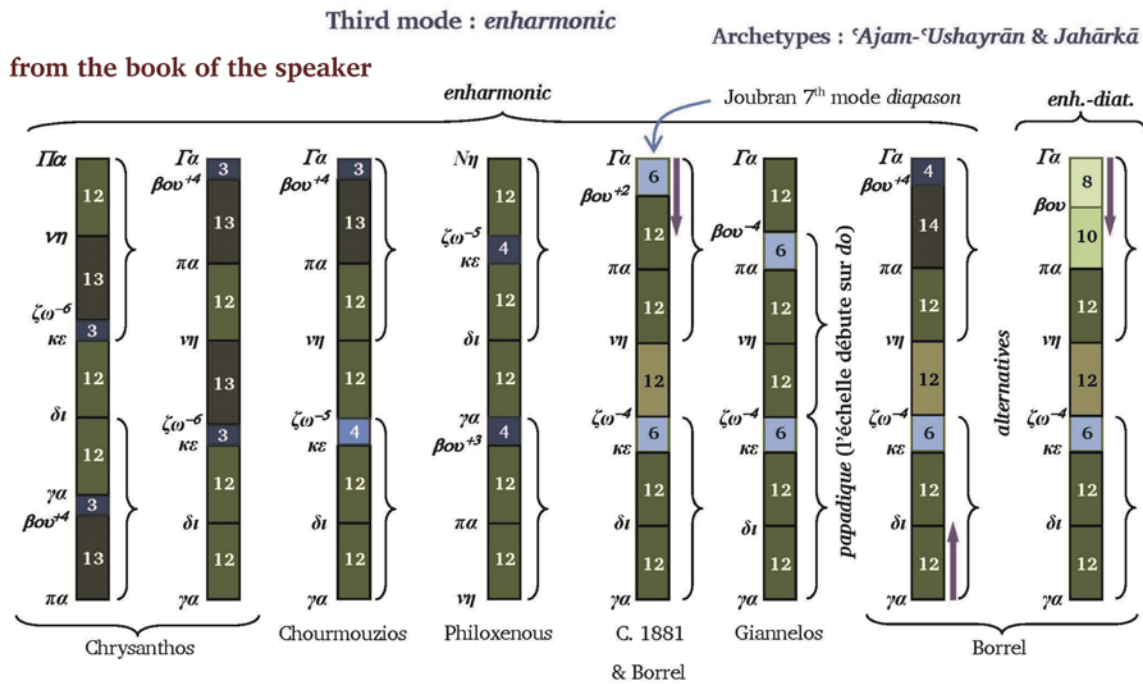 Third mode : enharmonic
Archetypes : ʿAjam-ʿUshayrān & Jahārkā
from the book of the speaker
enharmonic
Joubran 7th mode diapason
enh.-diat.
Πα
12
νη
13
ζω-6
3
κε
12
δι
12
γα
3
βου+4
13
πα
Γα
3
βου+4
13
πα
12
νη
13
ζω-6
3
κε
12
δι
12
γα
Γα
3
βου+4
13
πα
12
νη
12
ζω-5
4
κε
12
δι
12
γα
Νη
12
ζω-5
4
κε
12
δι
12
γα
4
βου+3
12
πα
12
νη
Γα
6
βου+2
12
πα
12
νη
12
ζω-4
6
κε
12
δι
12
γα
Γα
12
βου-4
6
πα
12
νη
12
ζω-4
6
κε
12
δι
12
γα
papadique (l'échelle débute sur do)
Γα
4
βου+4
14
πα
12
νη
12
ζω-4
6
κε
12
δι
12
γα
alternatives
Γα
8
βου
10
πα
12
νη
12
ζω-4
6
κε
12
δι
12
γα
Chrysanthos
Chourmouzios
Philoxenous
C. 1881
& Borrel
Giannelos
Borrel